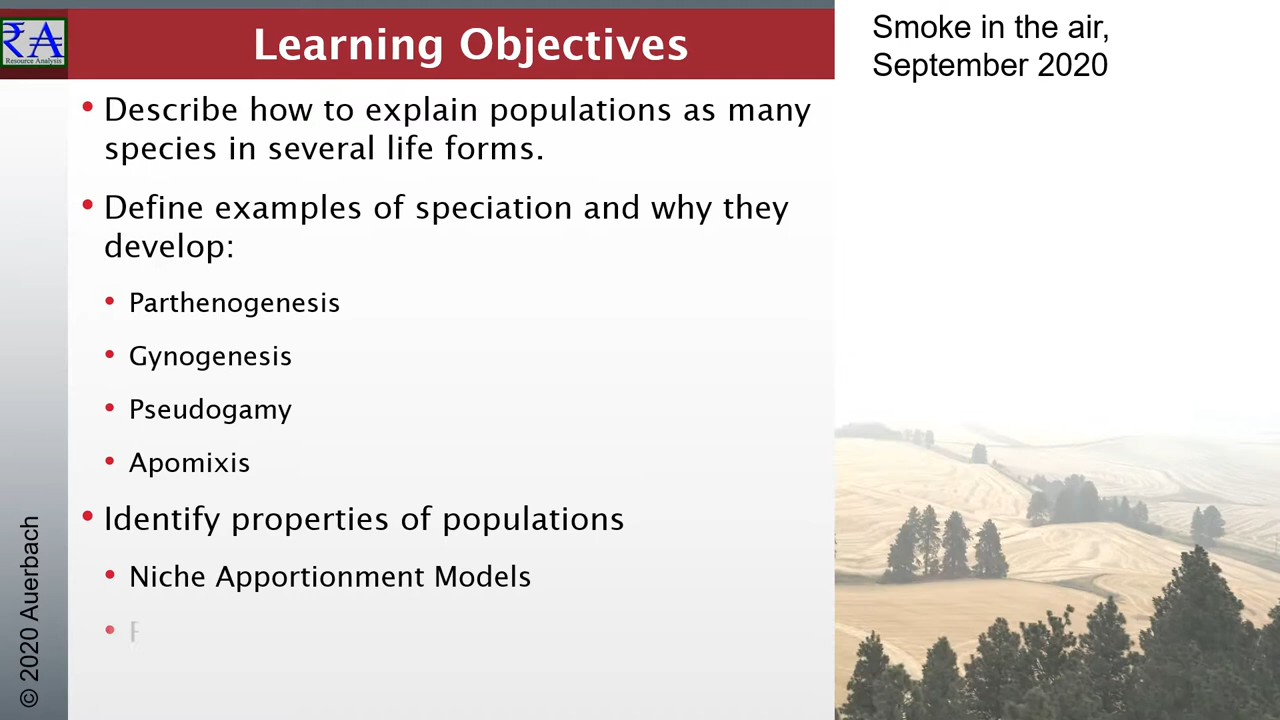 ₹A
Resource Analysis
Learning Objectives
Smoke in the air,
September 2020
• Describe how to explain populations as many
species in several life forms.
• Define examples of speciation and why they
develop:
• Parthenogenesis
• Gynogenesis
• Pseudogamy
• Apomixis
• Identify properties of populations
• Niche Apportionment Models
© 2020 Auerbach